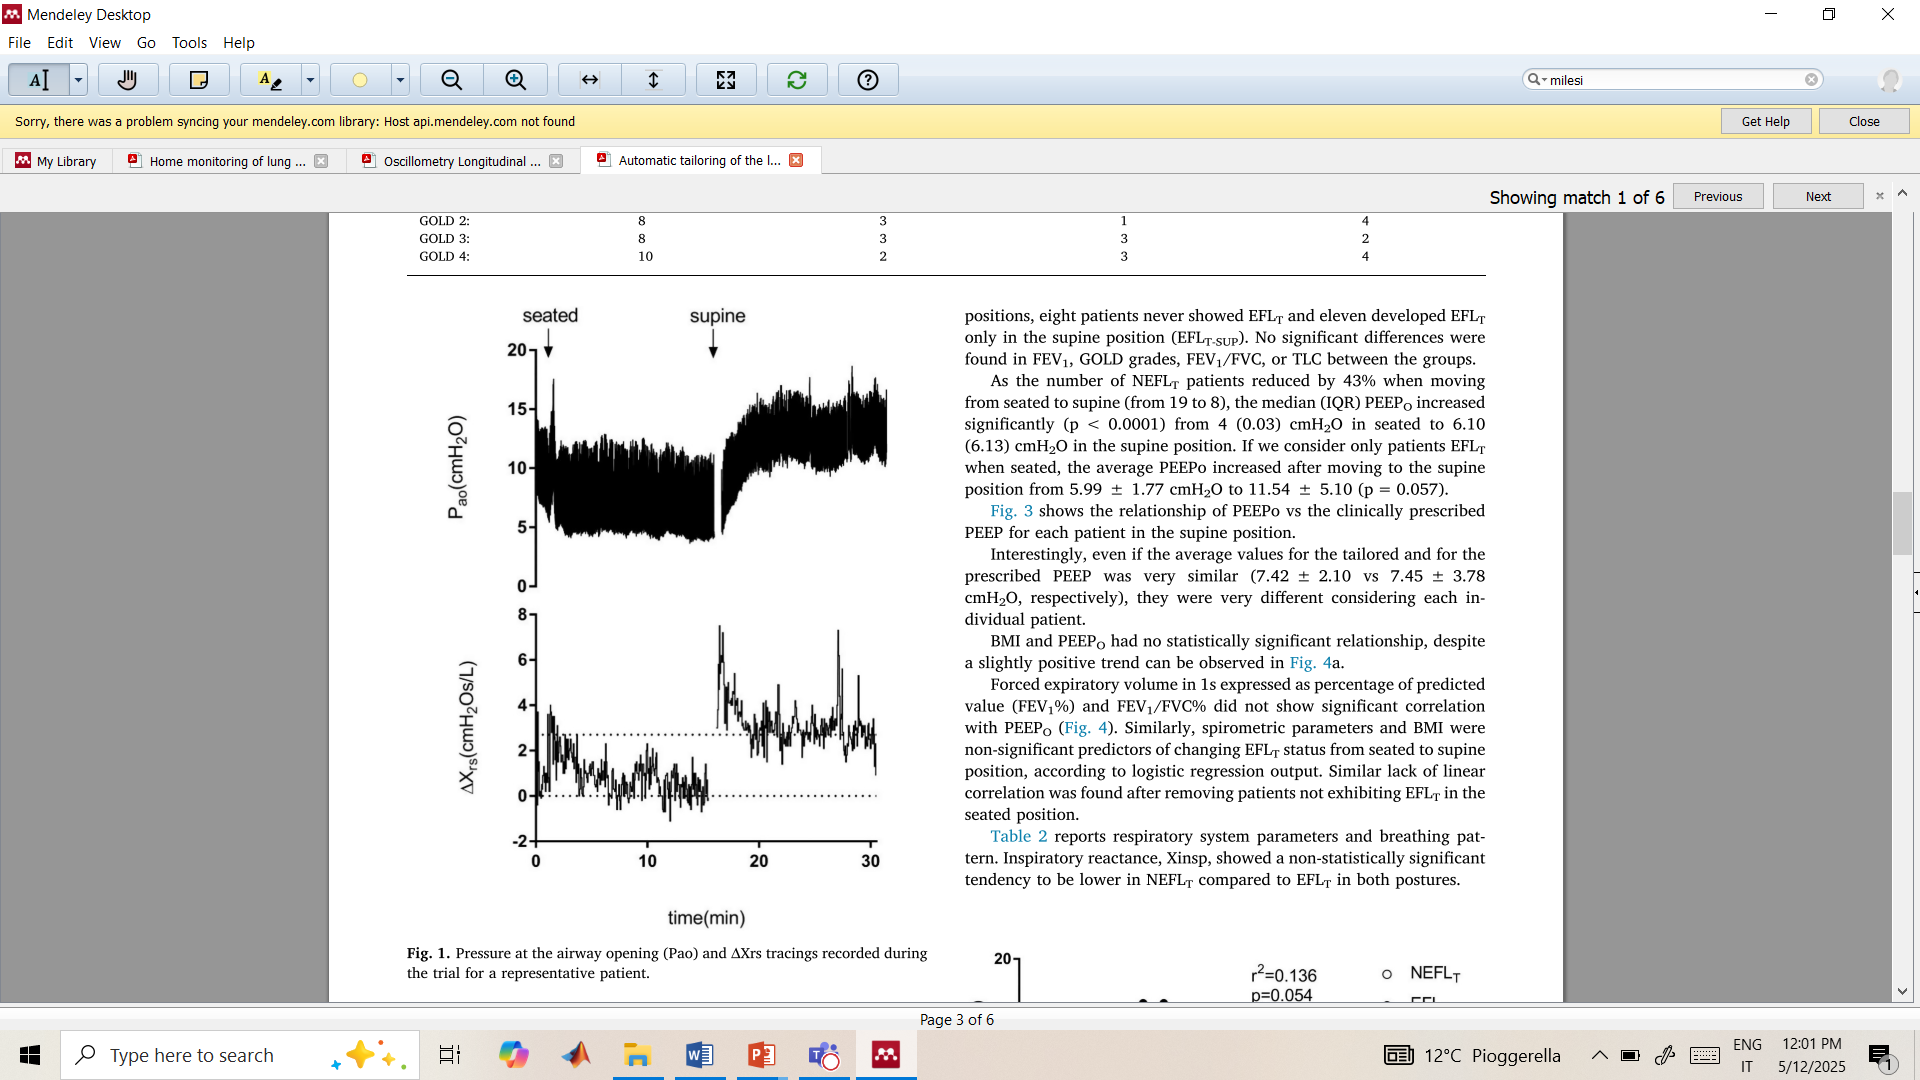 Mendeley Desktop
File Edit View Go Tools Help
milesi
Sorry, there was a problem syncing your mendeley.com library: Host api.mendeley.com not found
Get Help
Close
My Library
Home monitoring of lung ...
Oscillometry Longitudinal ...
Automatic tailoring of the l...
Showing match 1 of 6
Previous
Next
GOLD 2: 8 3 1 4
GOLD 3: 8 3 3 2
GOLD 4: 10 2 3 4
seated
supine
20
15
10
5
0
Pao(cmH2O)
8
6
4
2
0
-2
ΔXrs(cmH2Os/L)
0 10 20 30
time(min)
Fig. 1. Pressure at the airway opening (Pao) and ΔXrs tracings recorded during
the trial for a representative patient.
positions, eight patients never showed EFLT and eleven developed EFLT
only in the supine position (EFLT-SUP). No significant differences were
found in FEV1, GOLD grades, FEV1/FVC, or TLC between the groups.
As the number of NEFLT patients reduced by 43% when moving
from seated to supine (from 19 to 8), the median (IQR) PEEPO increased
significantly (p < 0.0001) from 4 (0.03) cmH2O in seated to 6.10
(6.13) cmH2O in the supine position. If we consider only patients EFLT
when seated, the average PEEPo increased after moving to the supine
position from 5.99 ± 1.77 cmH2O to 11.54 ± 5.10 (p = 0.057).
Fig. 3 shows the relationship of PEEPo vs the clinically prescribed
PEEP for each patient in the supine position.
Interestingly, even if the average values for the tailored and for the
prescribed PEEP was very similar (7.42 ± 2.10 vs 7.45 ± 3.78
cmH2O, respectively), they were very different considering each in-
dividual patient.
BMI and PEEPO had no statistically significant relationship, despite
a slightly positive trend can be observed in Fig. 4a.
Forced expiratory volume in 1s expressed as percentage of predicted
value (FEV1%) and FEV1/FVC% did not show significant correlation
with PEEPO (Fig. 4). Similarly, spirometric parameters and BMI were
non-significant predictors of changing EFLT status from seated to supine
position, according to logistic regression output. Similar lack of linear
correlation was found after removing patients not exhibiting EFLT in the
seated position.
Table 2 reports respiratory system parameters and breathing pat-
tern. Inspiratory reactance, Xinsp, showed a non-statistically significant
tendency to be lower in NEFLT compared to EFLT in both postures.
20
r2=0.136
p=0.054
NEFLT
Page 3 of 6
Type here to search
12°C Pioggerella
ENG
IT
12:01 PM
5/12/2025
1